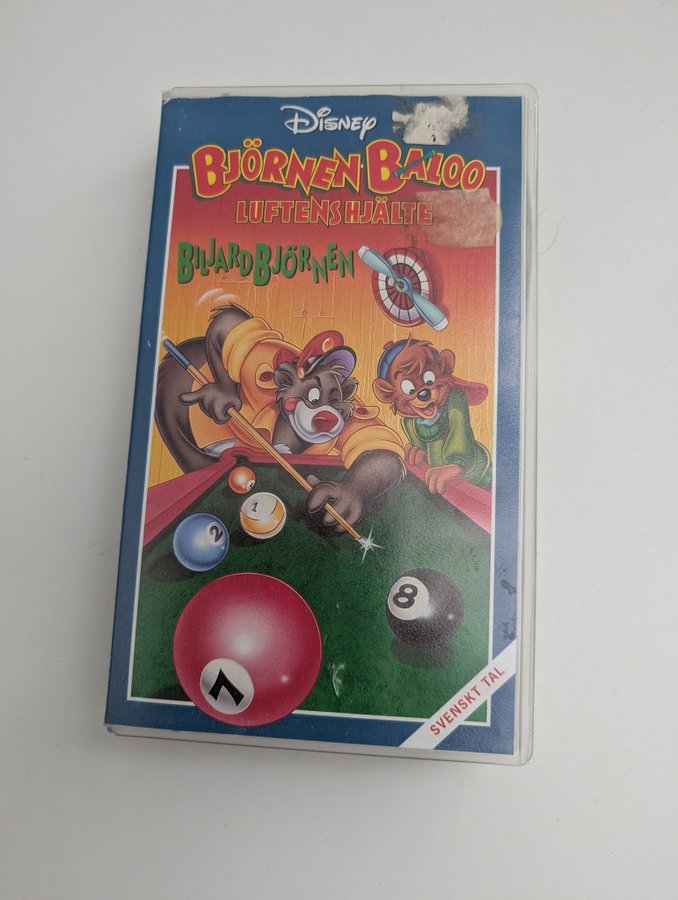 Disney
BJÖRNEN BALOO
LUFTENS HJÄLTE
BILJARDBJÖRNEN
1
2
8
7
SVENSKT TAL